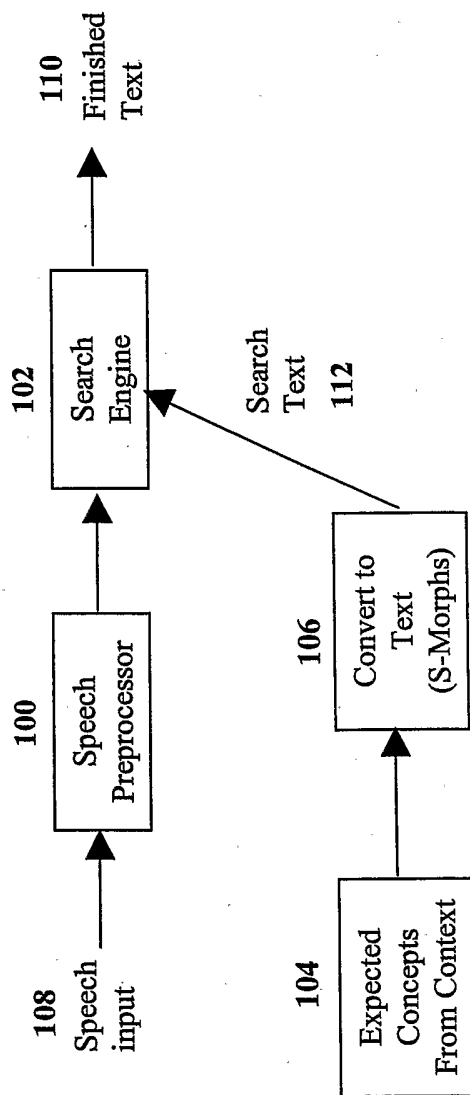 108
Speech
input
100
Speech
Preprocessor
102
Search
Engine
110
Finished
Text
104
Expected
Concepts
From Context
106
Convert to
Text
(S-Morphs)
Search
Text
112